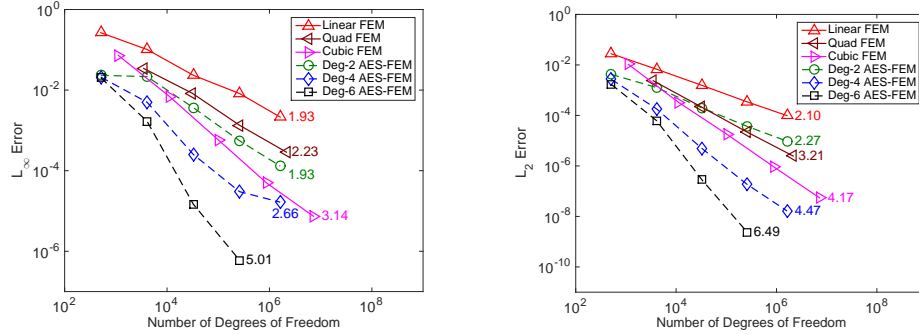 10^0
10^-2
10^-4
10^-6
L∞ Error
Linear FEM
Quad FEM
Cubic FEM
Deg-2 AES-FEM
Deg-4 AES-FEM
Deg-6 AES-FEM
1.93
2.23
1.93
2.66
3.14
5.01
10^2
10^4
10^6
10^8
Number of Degrees of Freedom
10^0
10^-2
10^-4
10^-6
10^-8
10^-10
L2 Error
Linear FEM
Quad FEM
Cubic FEM
Deg-2 AES-FEM
Deg-4 AES-FEM
Deg-6 AES-FEM
2.10
2.27
3.21
4.17
4.47
6.49
10^2
10^4
10^6
10^8
Number of Degrees of Freedom